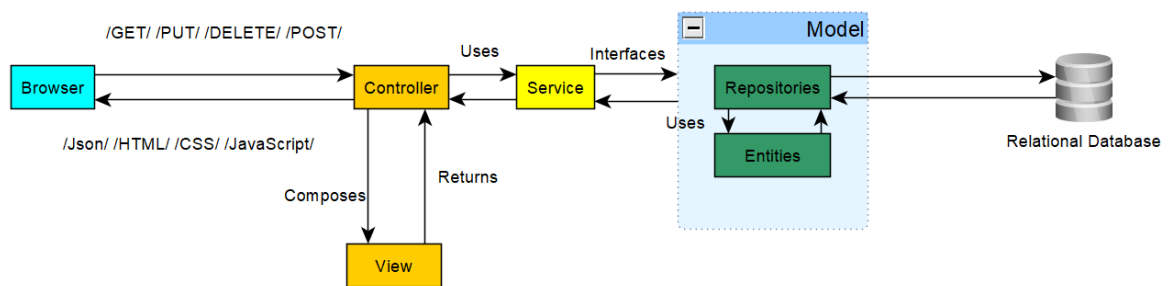 /GET/ /PUT/ /DELETE/ /POST/
Model
Uses
Interfaces
Browser
Controller
Service
Repositories
Uses
/Json/ /HTML/ /CSS/ /JavaScript/
Relational Database
Entities
Composes
Returns
View